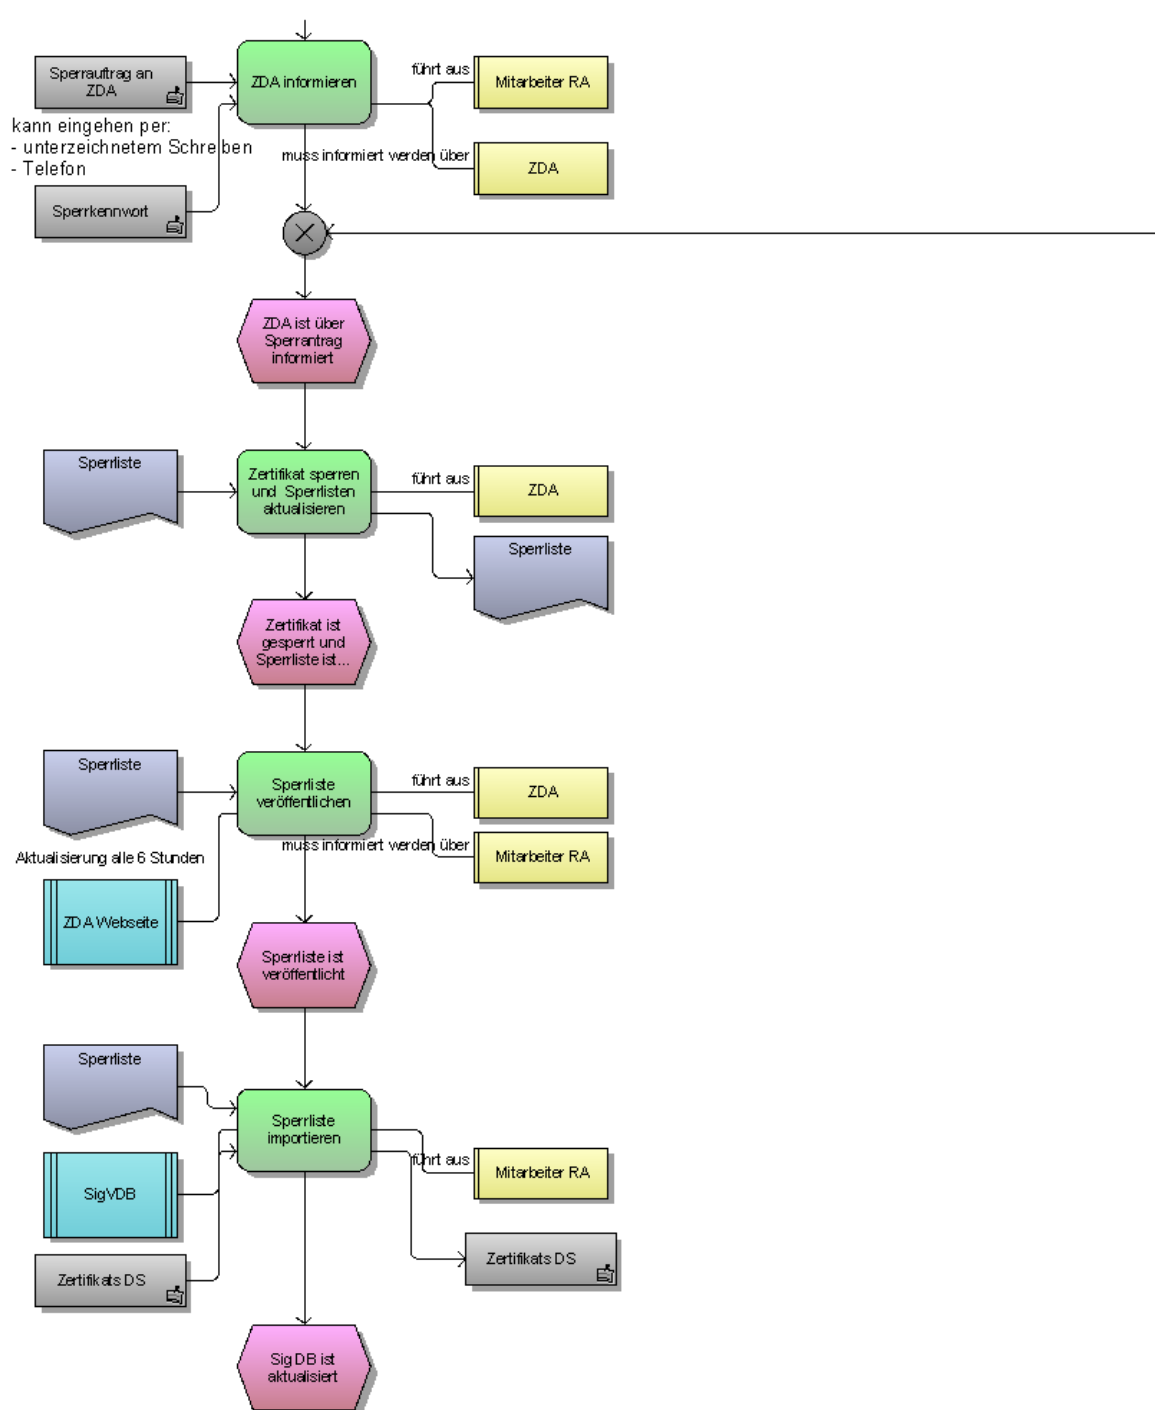 Sperrauftrag an
ZDA
ZDA informieren
führt aus
Mitarbeiter RA
kann eingehen per:
- unterzeichnetem Schreiben
- Telefon
muss informiert werden über
ZDA
Sperrkennwort
ZDA ist über
Sperrantrag
informiert
Sperrliste
Zertifikat sperren
und Sperrlisten
aktualisieren
führt aus
ZDA
Sperrliste
Zertifikat ist
gesperrt und
Sperrliste ist...
Sperrliste
Sperrliste
veröffentlichen
führt aus
ZDA
muss informiert werden über
Mitarbeiter RA
Aktualisierung alle 6 Stunden
ZDA Webseite
Sperrliste ist
veröffentlicht
Sperrliste
Sperrliste
importieren
führt aus
Mitarbeiter RA
SigVDB
Zertifikats DS
Zertifikats DS
SigDB ist
aktualisiert